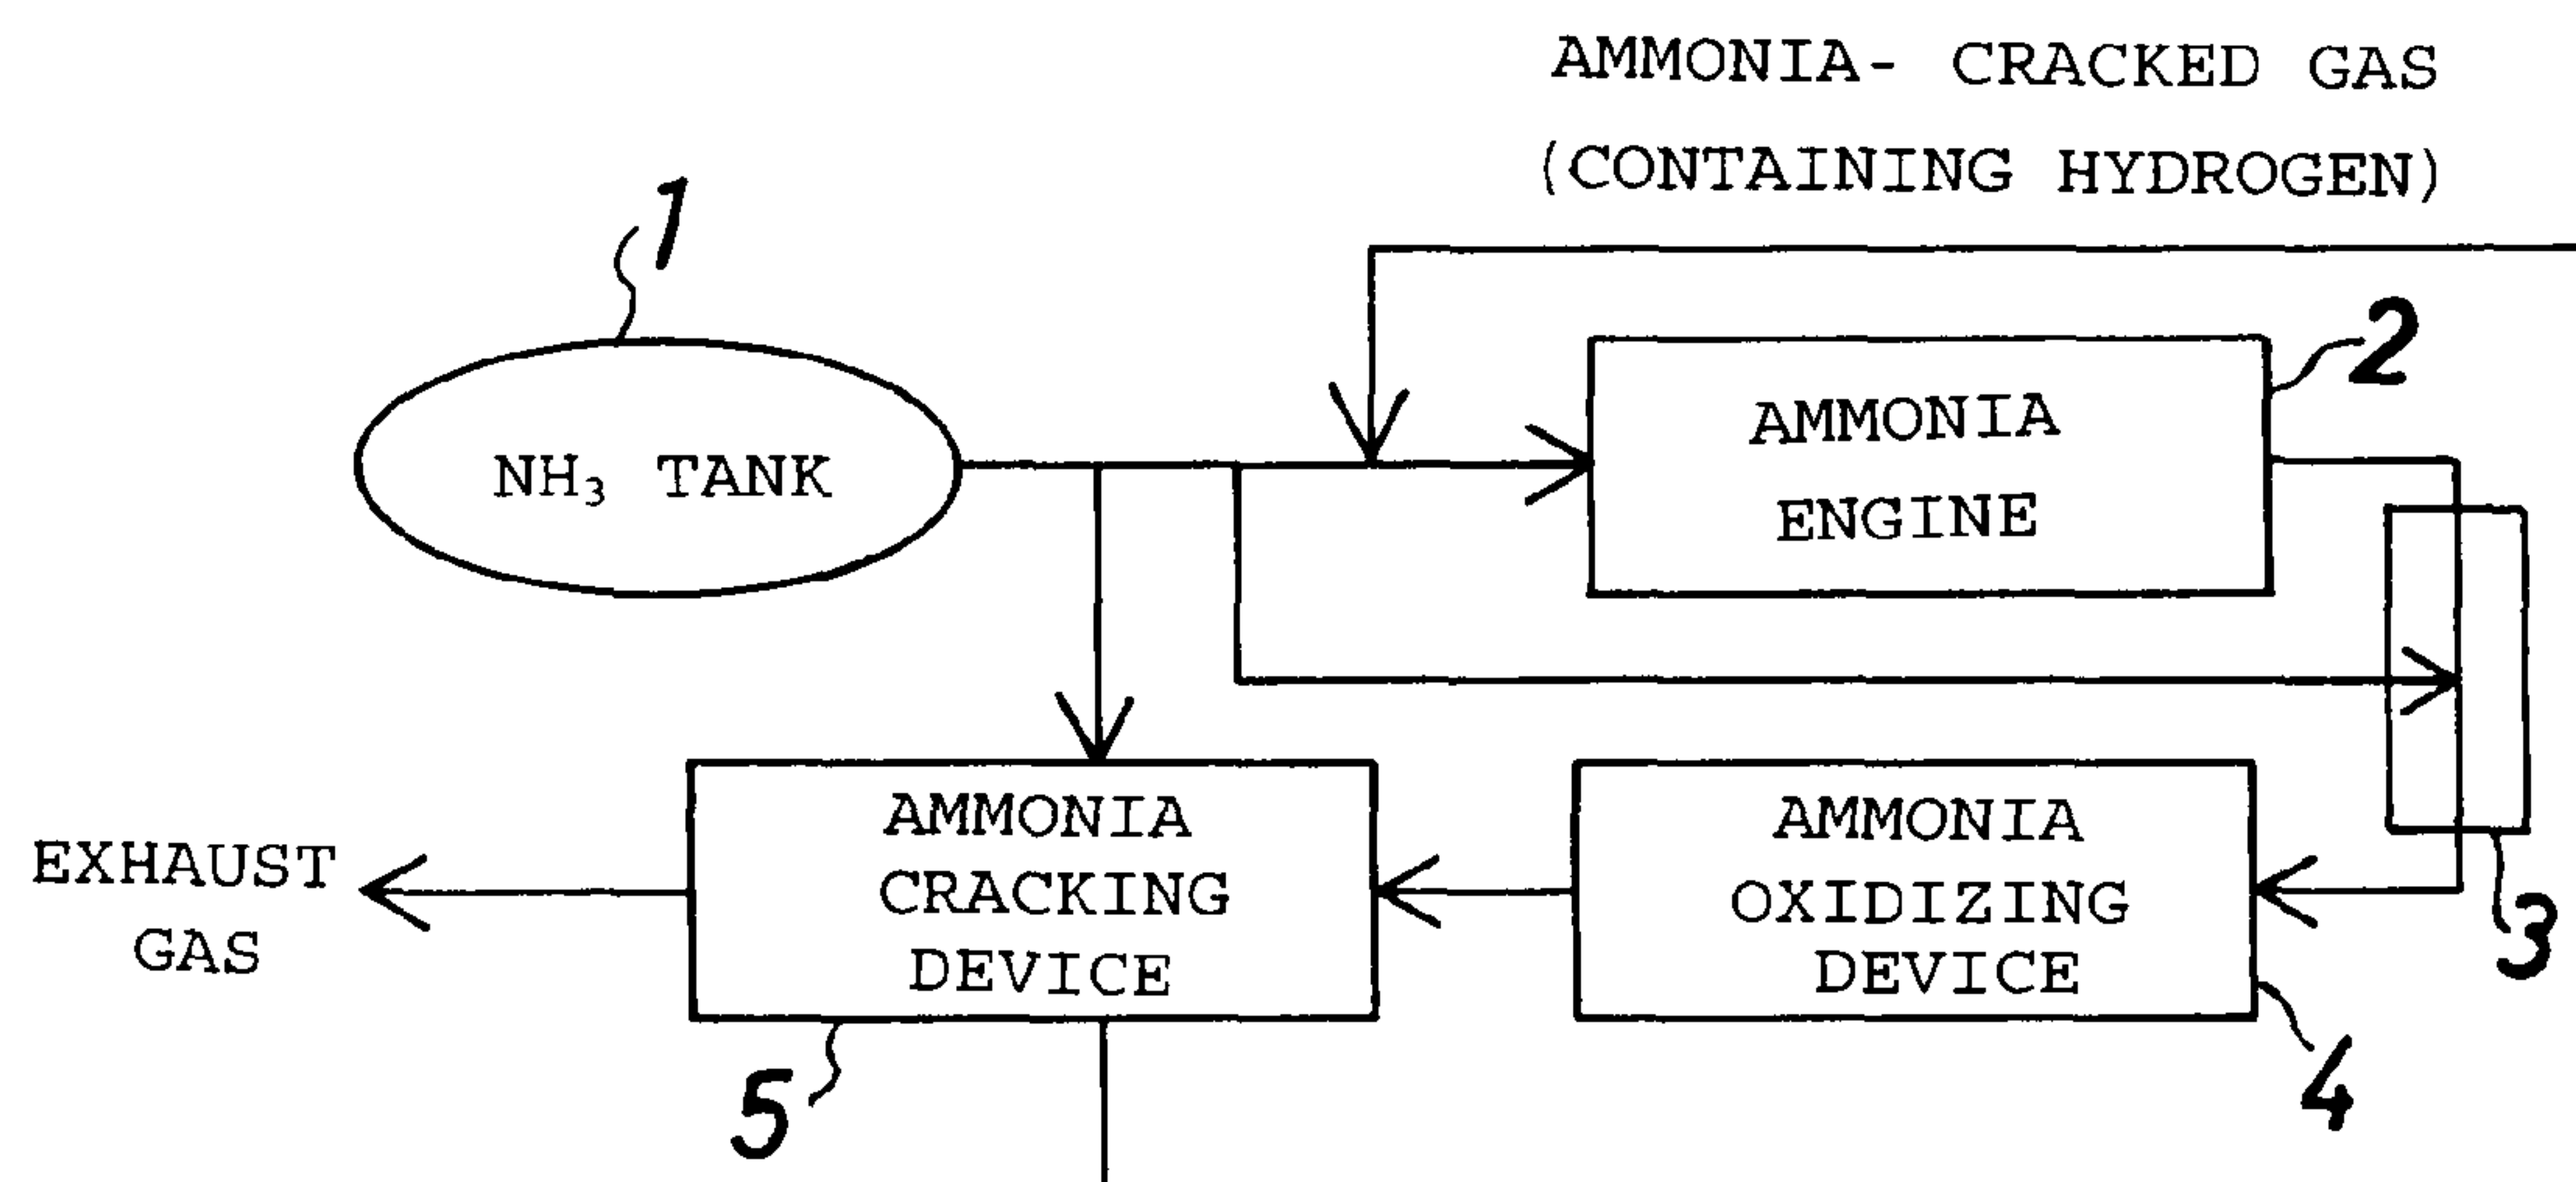 AMMONIA- CRACKED GAS
(CONTAINING HYDROGEN)
1
2
NH₃ TANK
AMMONIA
ENGINE
AMMONIA
CRACKING
DEVICE
AMMONIA
OXIDIZING
DEVICE
EXHAUST
GAS
3
4
5